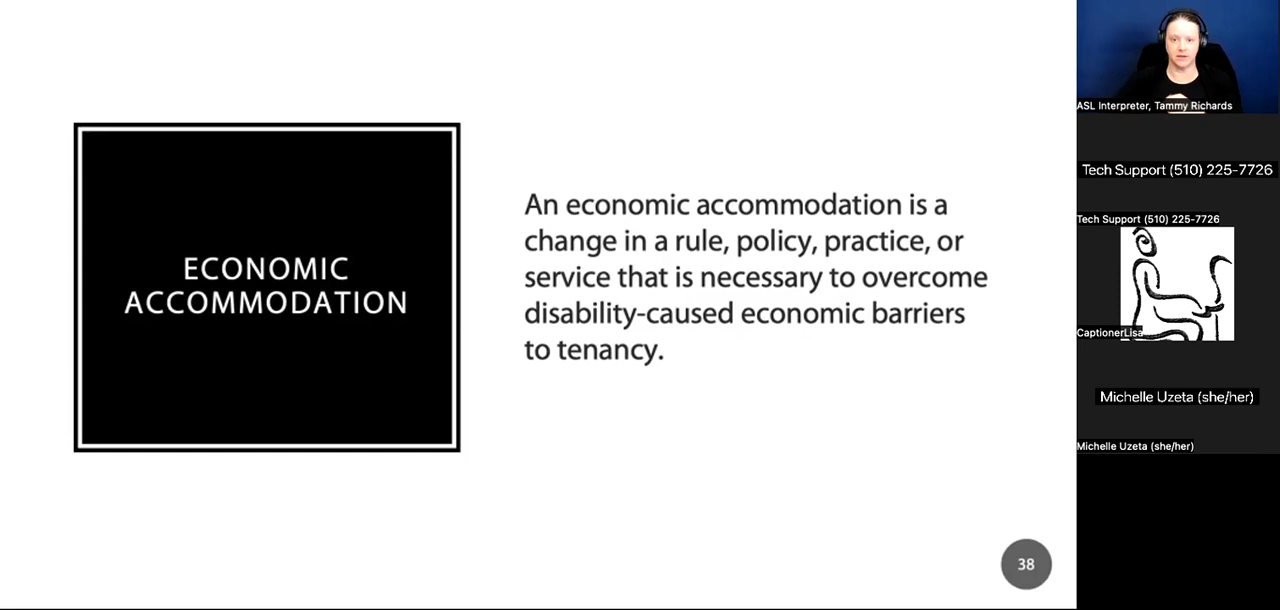 ECONOMIC
ACCOMMODATION
An economic accommodation is a
change in a rule, policy, practice, or
service that is necessary to overcome
disability-caused economic barriers
to tenancy.
38
ASL Interpreter, Tammy Richards
Tech Support (510) 225-7726
Tech Support (510) 225-7726
CaptionerLisa
Michelle Uzeta (she/her)
Michelle Uzeta (she/her)